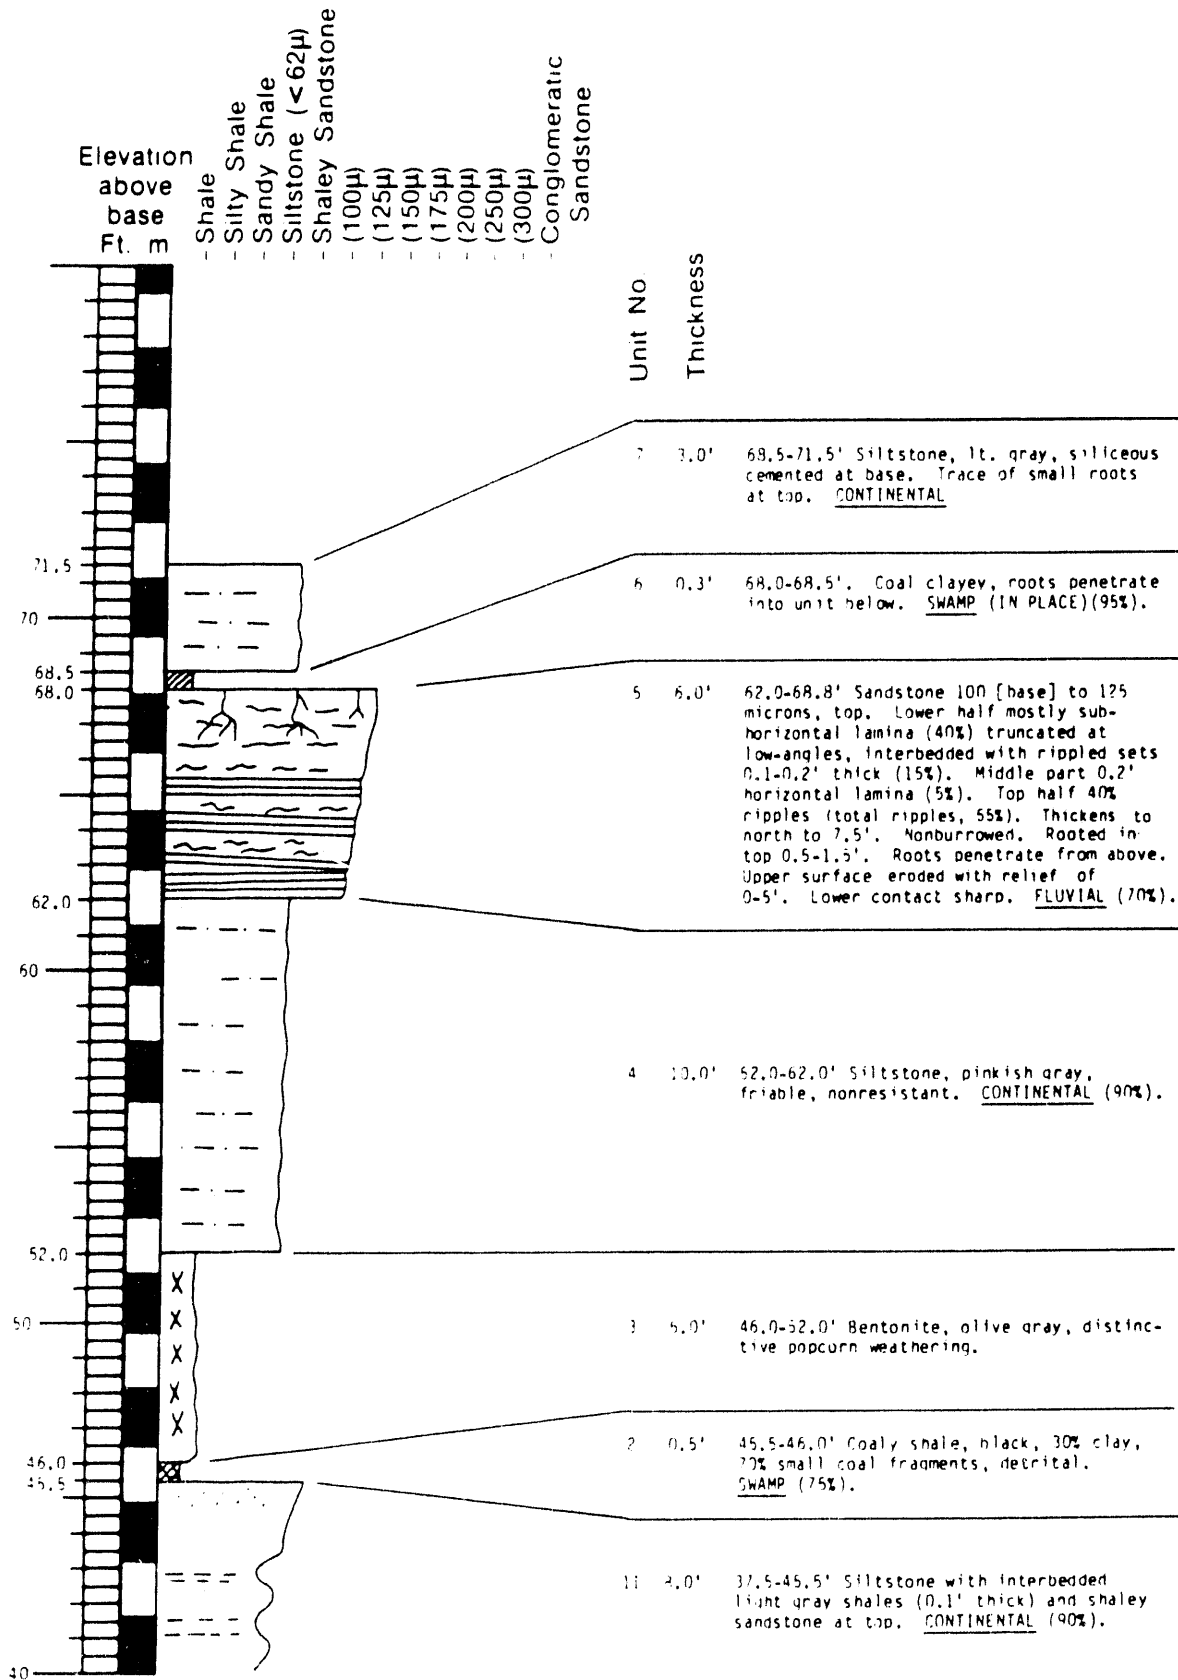 Elevation
above
base
Ft. m
Shale
Silty Shale
Sandy Shale
Siltstone (<62μ)
Shaley Sandstone
(100μ)
(125μ)
(150μ)
(175μ)
(200μ)
(250μ)
(300μ)
Conglomeratic
Sandstone
Unit No.
Thickness
71.5
70
68.5
68.0
62.0
60
52.0
50
46.0
45.5
40
7 3.0' 68.5-71.5' Siltstone, lt. gray, siliceous
cemented at base. Trace of small roots
at top. CONTINENTAL
6 0.3' 68.0-68.5'. Coal clayey, roots penetrate
into unit below. SWAMP (IN PLACE)(95%).
5 6.0' 62.0-68.8' Sandstone 100 [base] to 125
microns, top. Lower half mostly sub-
horizontal lamina (40%) truncated at
low-angles, interbedded with rippled sets
0.1-0.2' thick (15%). Middle part 0.2'
horizontal lamina (5%). Top half 40%
ripples (total ripples, 55%). Thickens to
north to 7.5'. Nonburrowed. Rooted in
top 0.5-1.5'. Roots penetrate from above.
Upper surface eroded with relief of
0-5'. Lower contact sharp. FLUVIAL (70%).
4 10.0' 52.0-62.0' Siltstone, pinkish gray,
friable, nonresistant. CONTINENTAL (90%).
3 6.0' 46.0-52.0' Bentonite, olive gray, distinc-
tive popcorn weathering.
2 0.5' 45.5-46.0' Coaly shale, black, 30% clay,
70% small coal fragments, detrital.
SWAMP (75%).
11 8.0' 37.5-45.5' Siltstone with interbedded
light gray shales (0.1' thick) and shaley
sandstone at top. CONTINENTAL (90%).